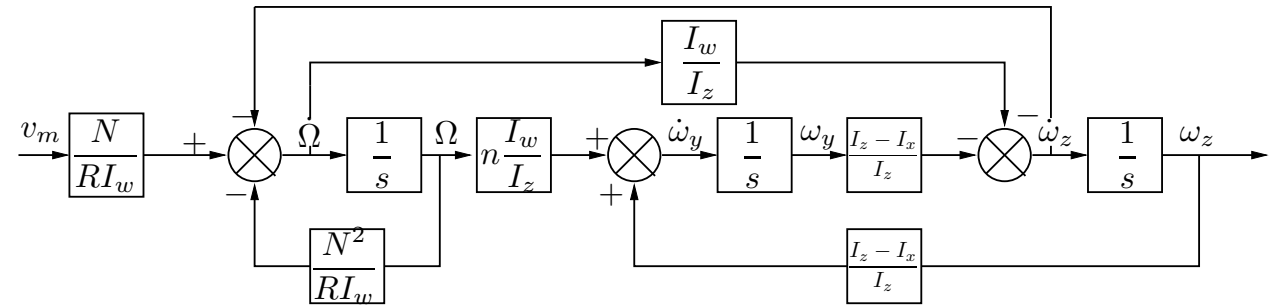 I_w
I_z
v_m
N
RI_w
+
−
−
Ω̇
1
s
Ω
n I_w
I_z
+
+
ω̇_y
1
s
ω_y
I_z − I_x
I_z
−
−
ω̇_z
1
s
ω_z
N²
RI_w
I_z − I_x
I_z